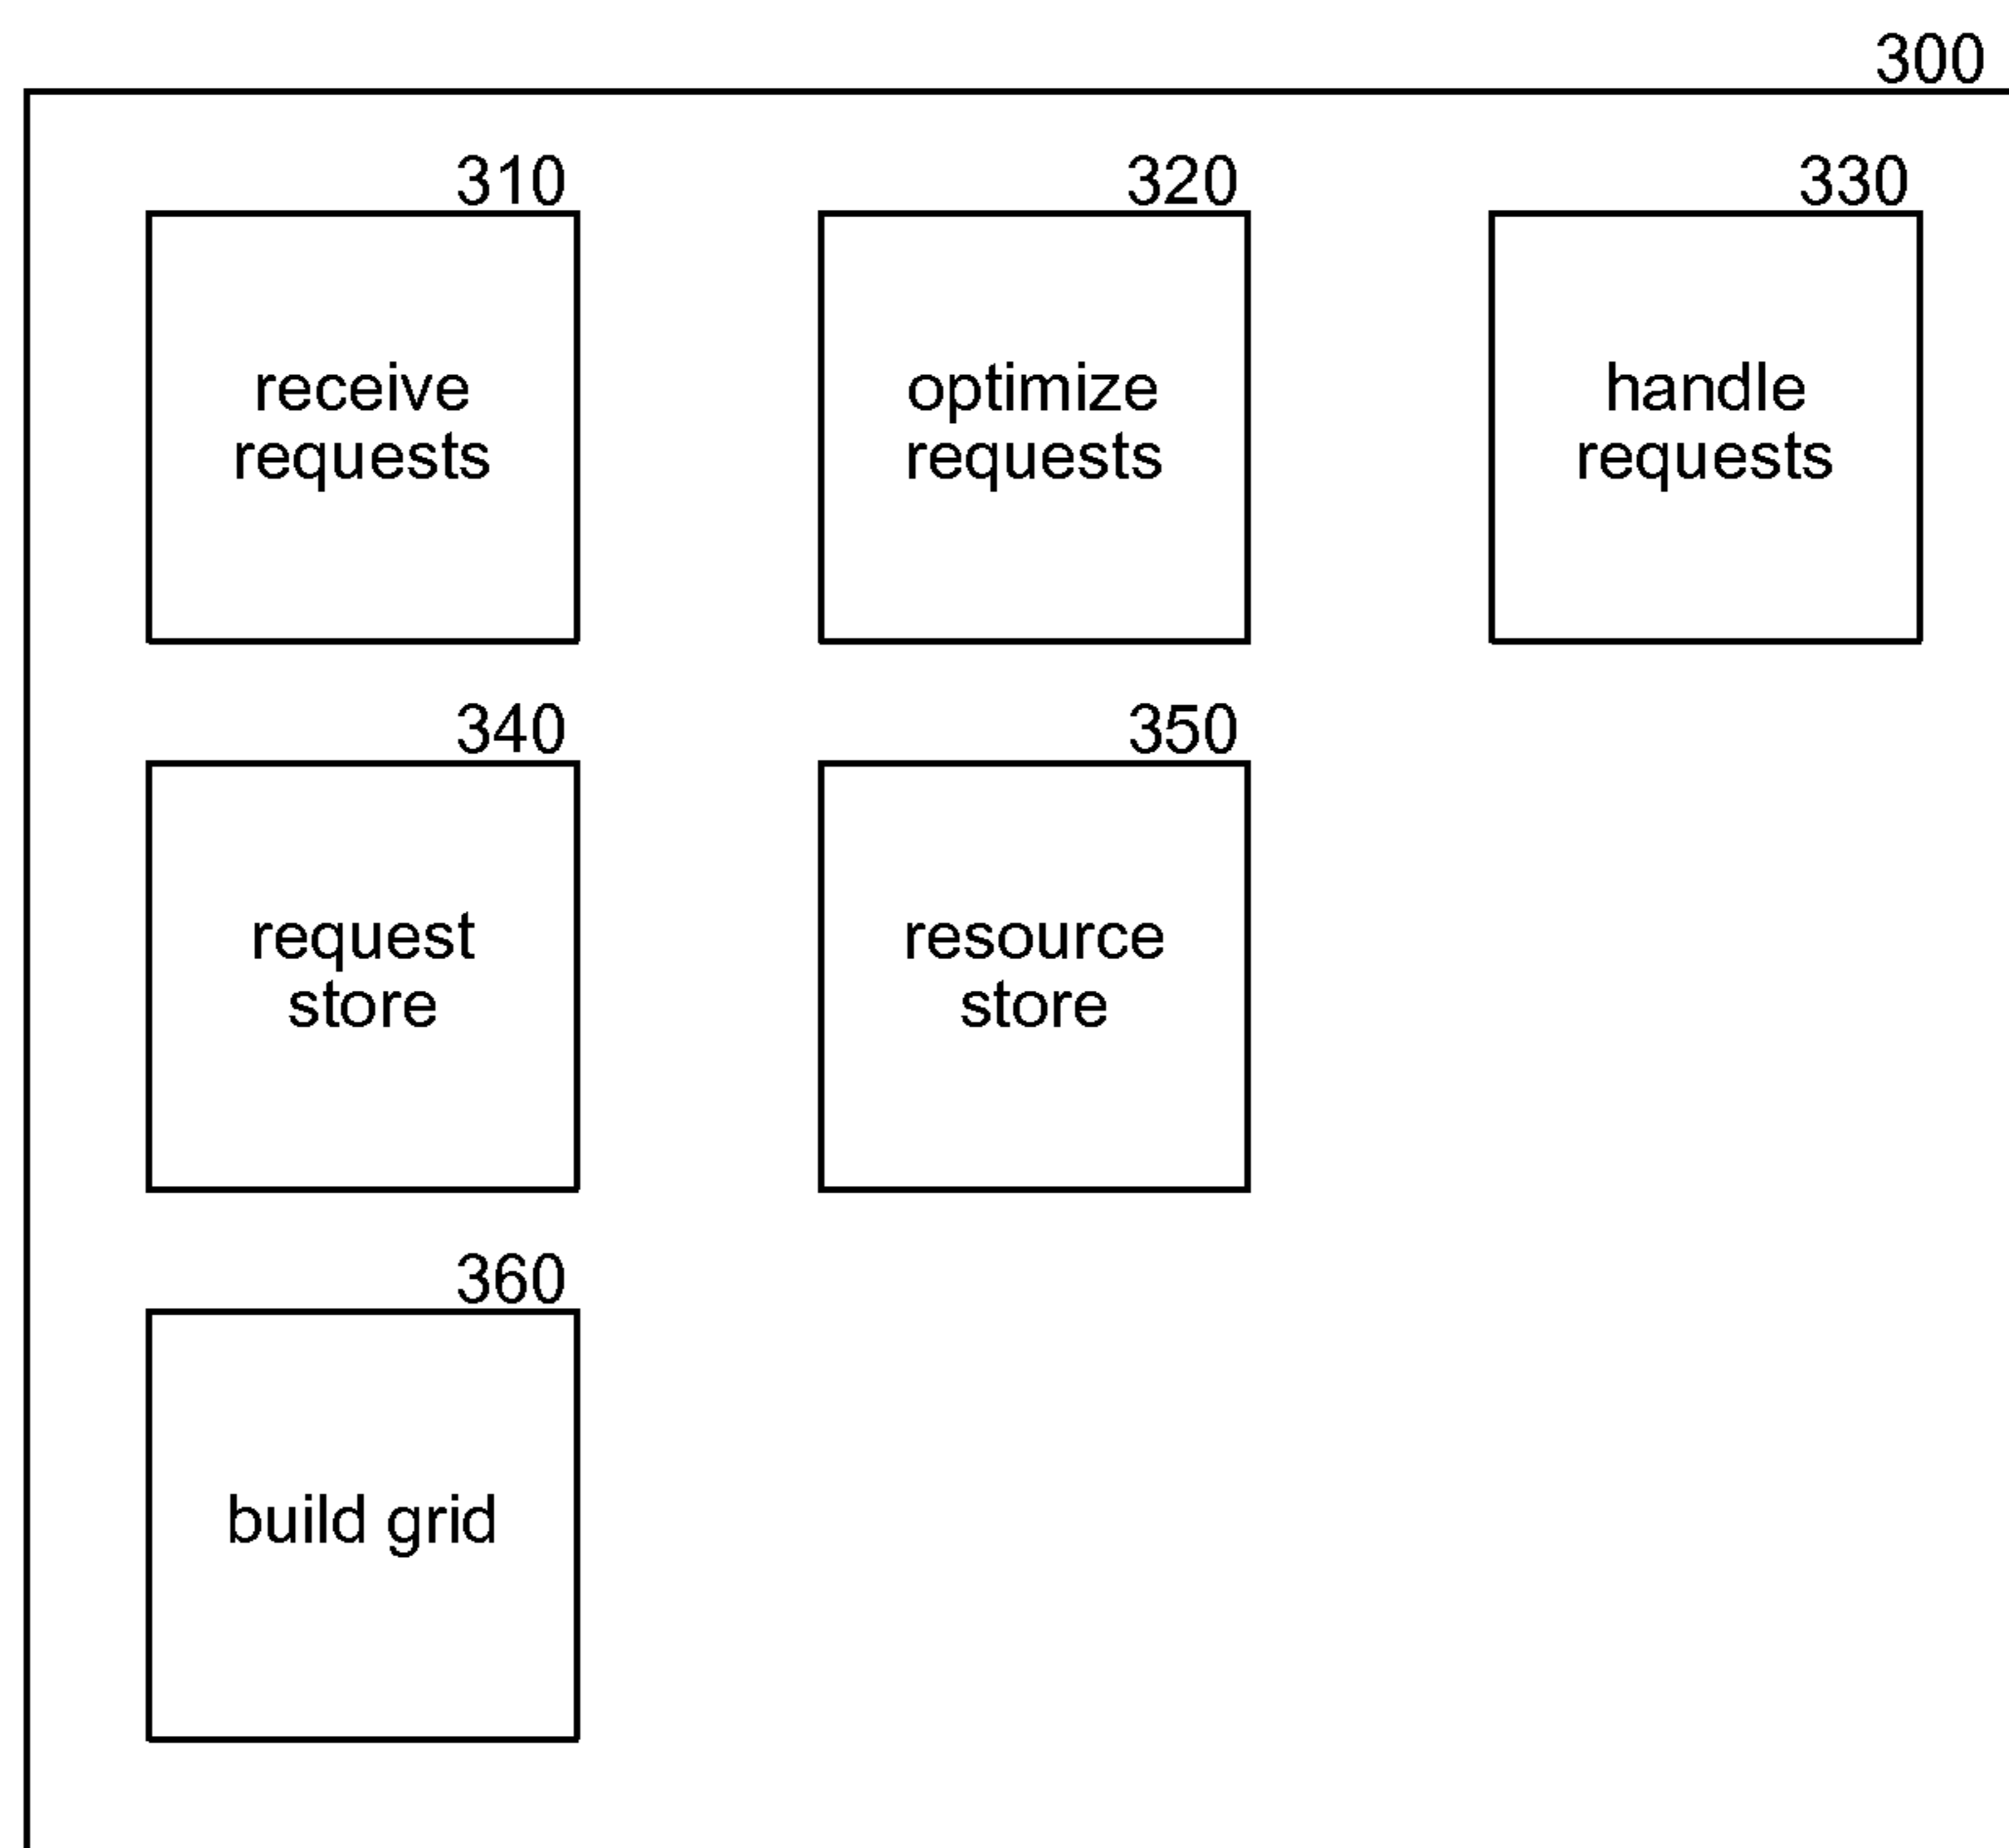 300
310
receive
requests
320
optimize
requests
330
handle
requests
340
request
store
350
resource
store
360
build grid